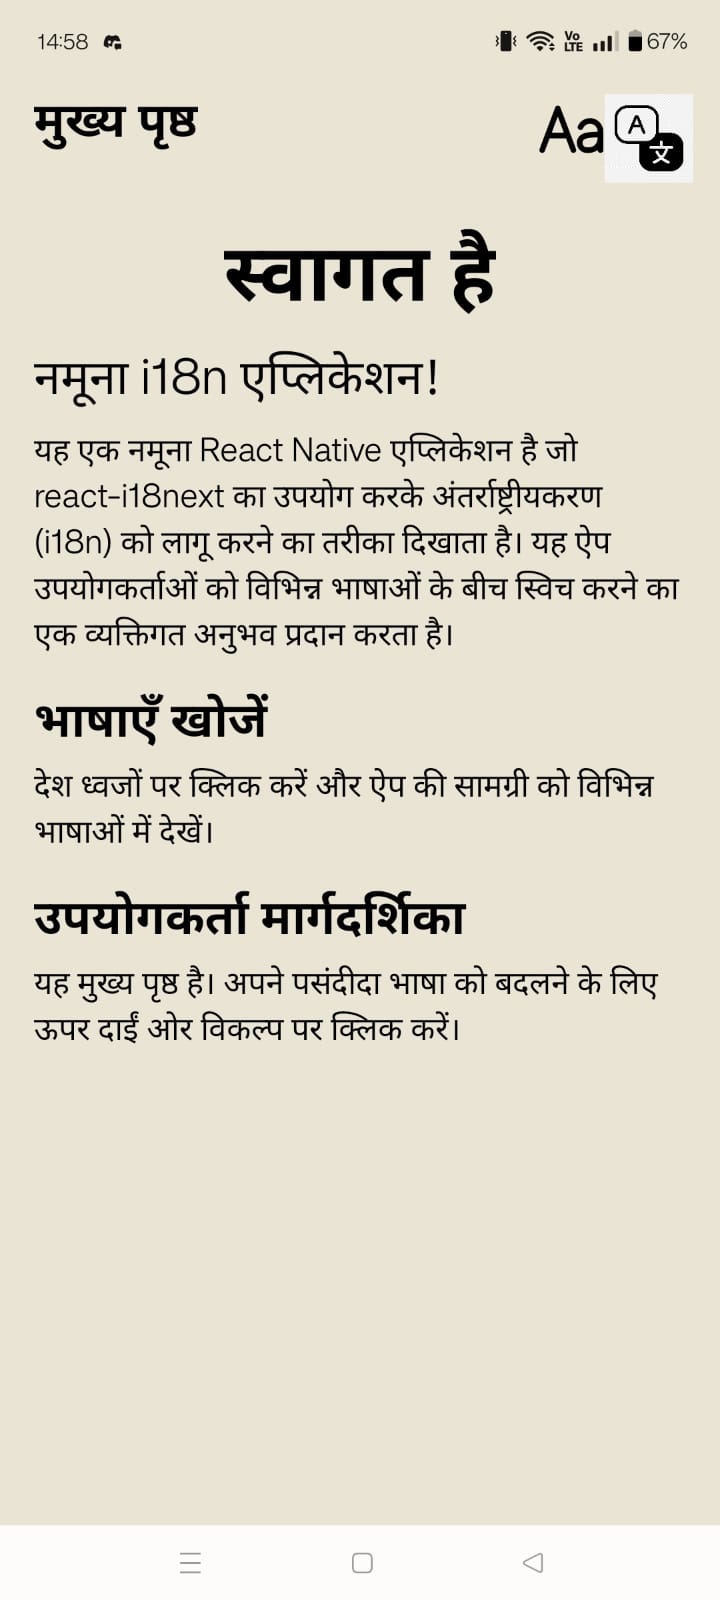 14:58
Vo LTE 67%
मुख्य पृष्ठ
Aa
A
文
स्वागत है
नमूना i18n एप्लिकेशन!
यह एक नमूना React Native एप्लिकेशन है जो
react-i18next का उपयोग करके अंतर्राष्ट्रीयकरण
(i18n) को लागू करने का तरीका दिखाता है। यह ऐप
उपयोगकर्ताओं को विभिन्न भाषाओं के बीच स्विच करने का
एक व्यक्तिगत अनुभव प्रदान करता है।
भाषाएँ खोजें
देश ध्वजों पर क्लिक करें और ऐप की सामग्री को विभिन्न
भाषाओं में देखें।
उपयोगकर्ता मार्गदर्शिका
यह मुख्य पृष्ठ है। अपने पसंदीदा भाषा को बदलने के लिए
ऊपर दाईं ओर विकल्प पर क्लिक करें।